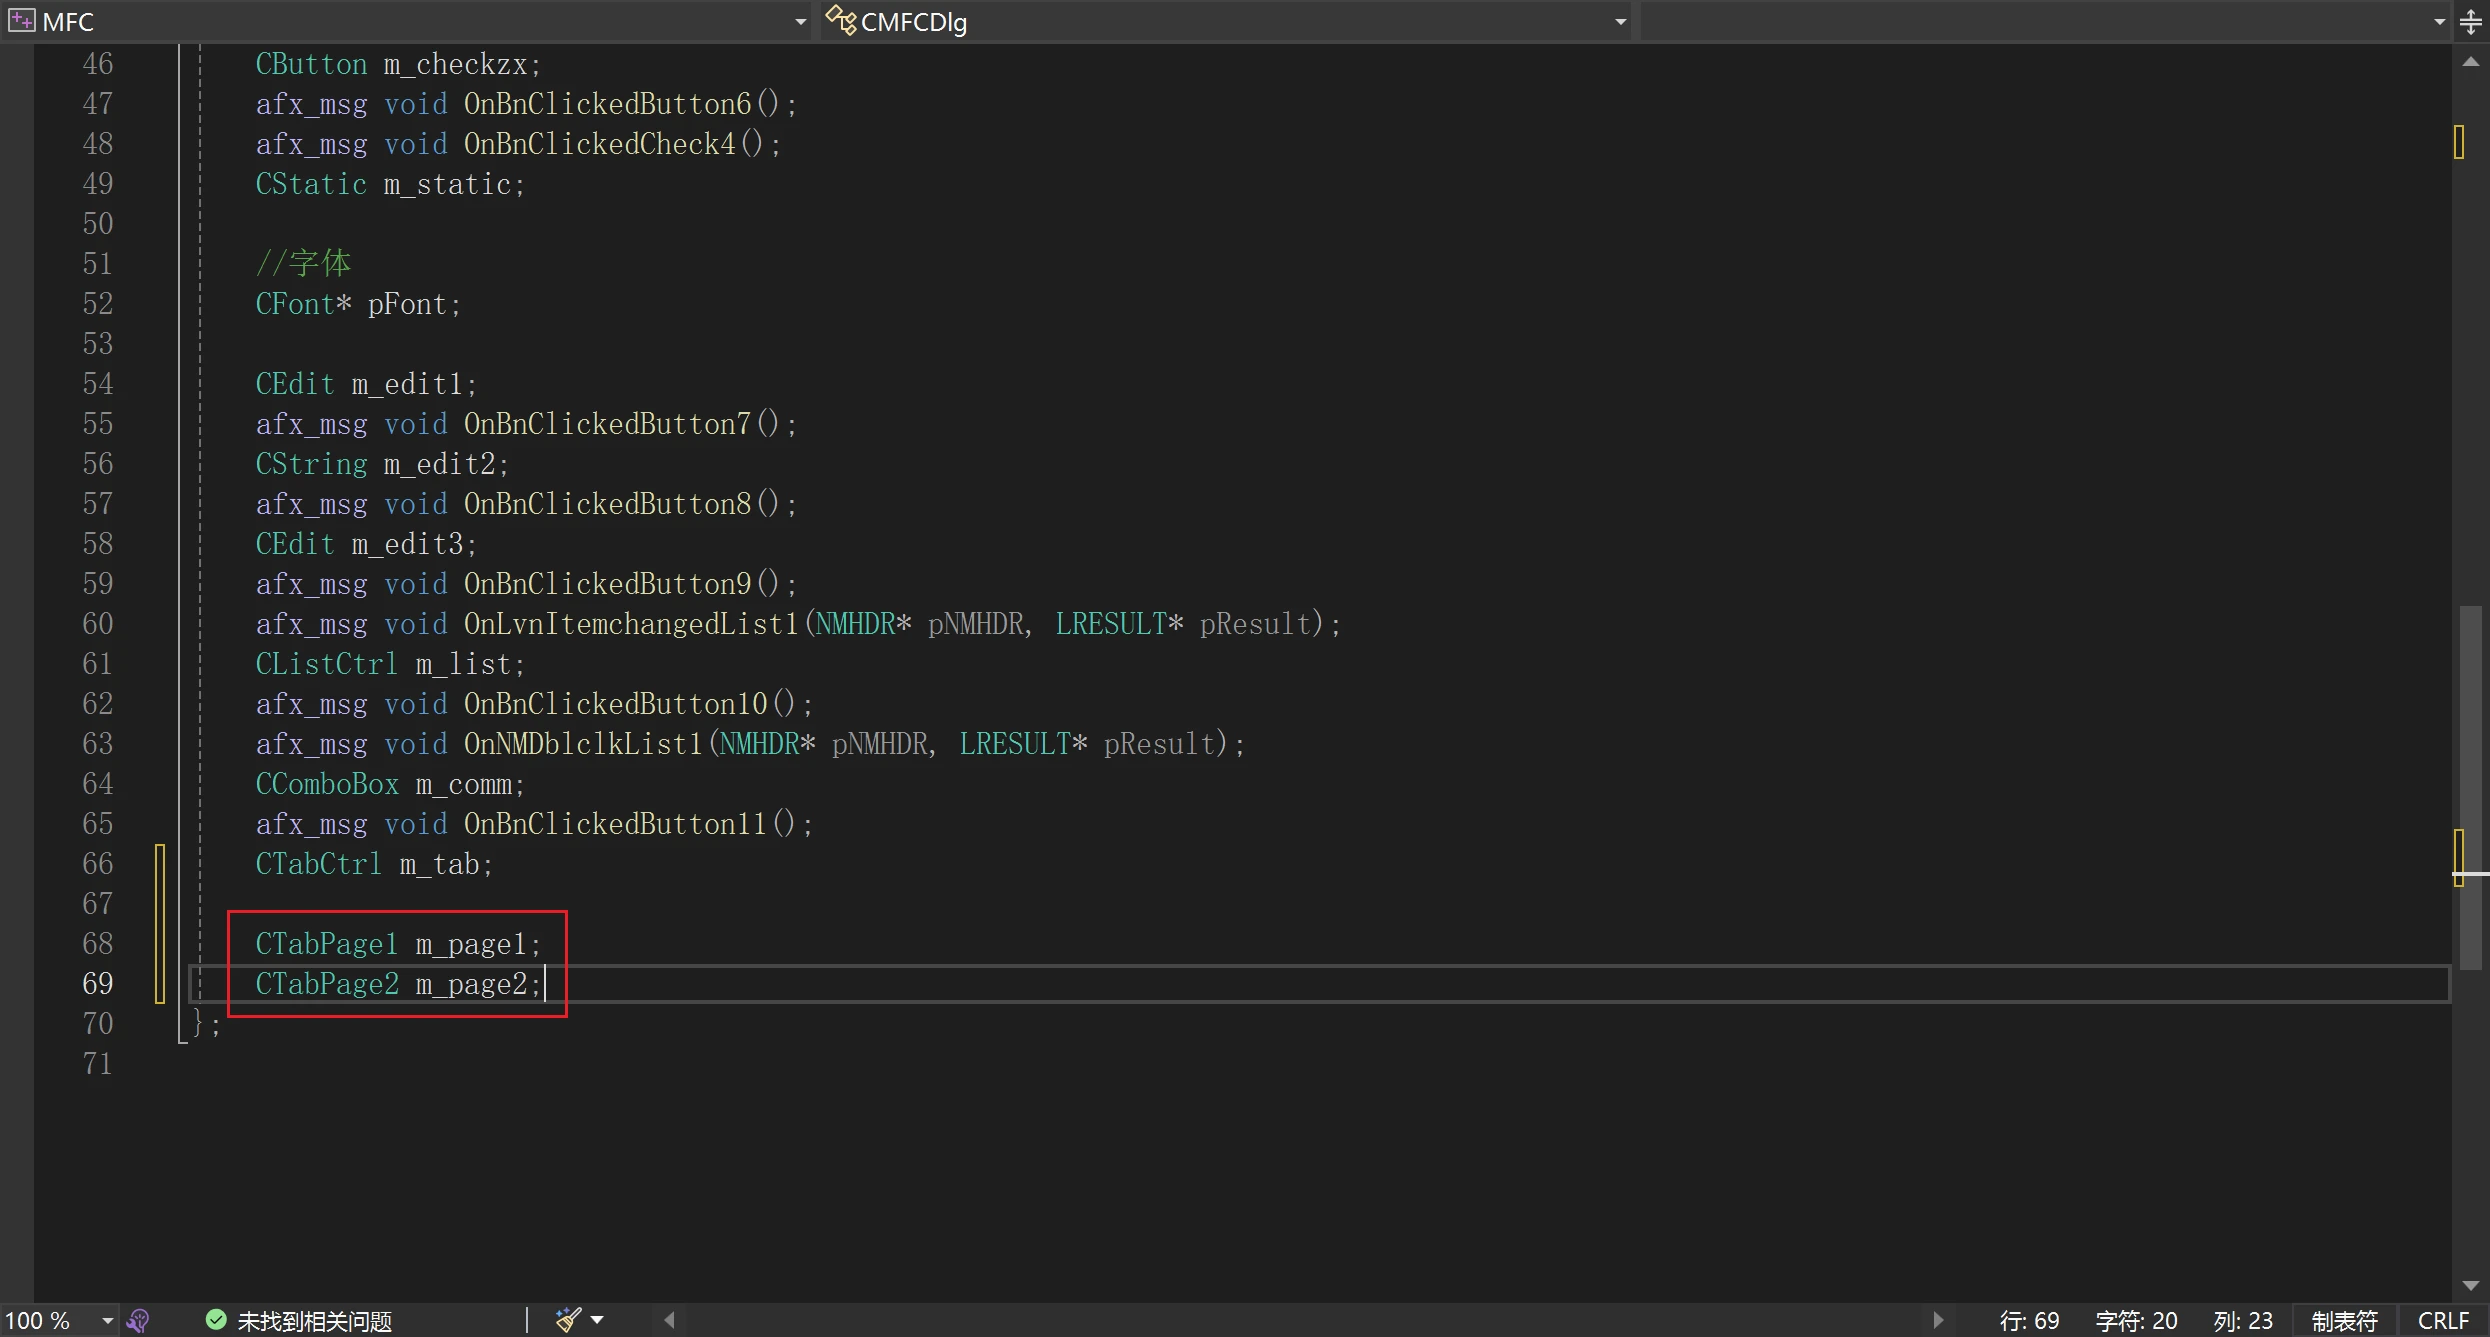 MFC CMFCDlg
46 CButton m_checkzx;
47 afx_msg void OnBnClickedButton6();
48 afx_msg void OnBnClickedCheck4();
49 CStatic m_static;
50
51 //字体
52 CFont* pFont;
53
54 CEdit m_edit1;
55 afx_msg void OnBnClickedButton7();
56 CString m_edit2;
57 afx_msg void OnBnClickedButton8();
58 CEdit m_edit3;
59 afx_msg void OnBnClickedButton9();
60 afx_msg void OnLvnItemchangedList1(NMHDR* pNMHDR, LRESULT* pResult);
61 CListCtrl m_list;
62 afx_msg void OnBnClickedButton10();
63 afx_msg void OnNMDblclkList1(NMHDR* pNMHDR, LRESULT* pResult);
64 CComboBox m_comm;
65 afx_msg void OnBnClickedButton11();
66 CTabCtrl m_tab;
67
68 CTabPage1 m_page1;
69 CTabPage2 m_page2;
70 };
71
100 % 未找到相关问题 行: 69 字符: 20 列: 23 制表符 CRLF